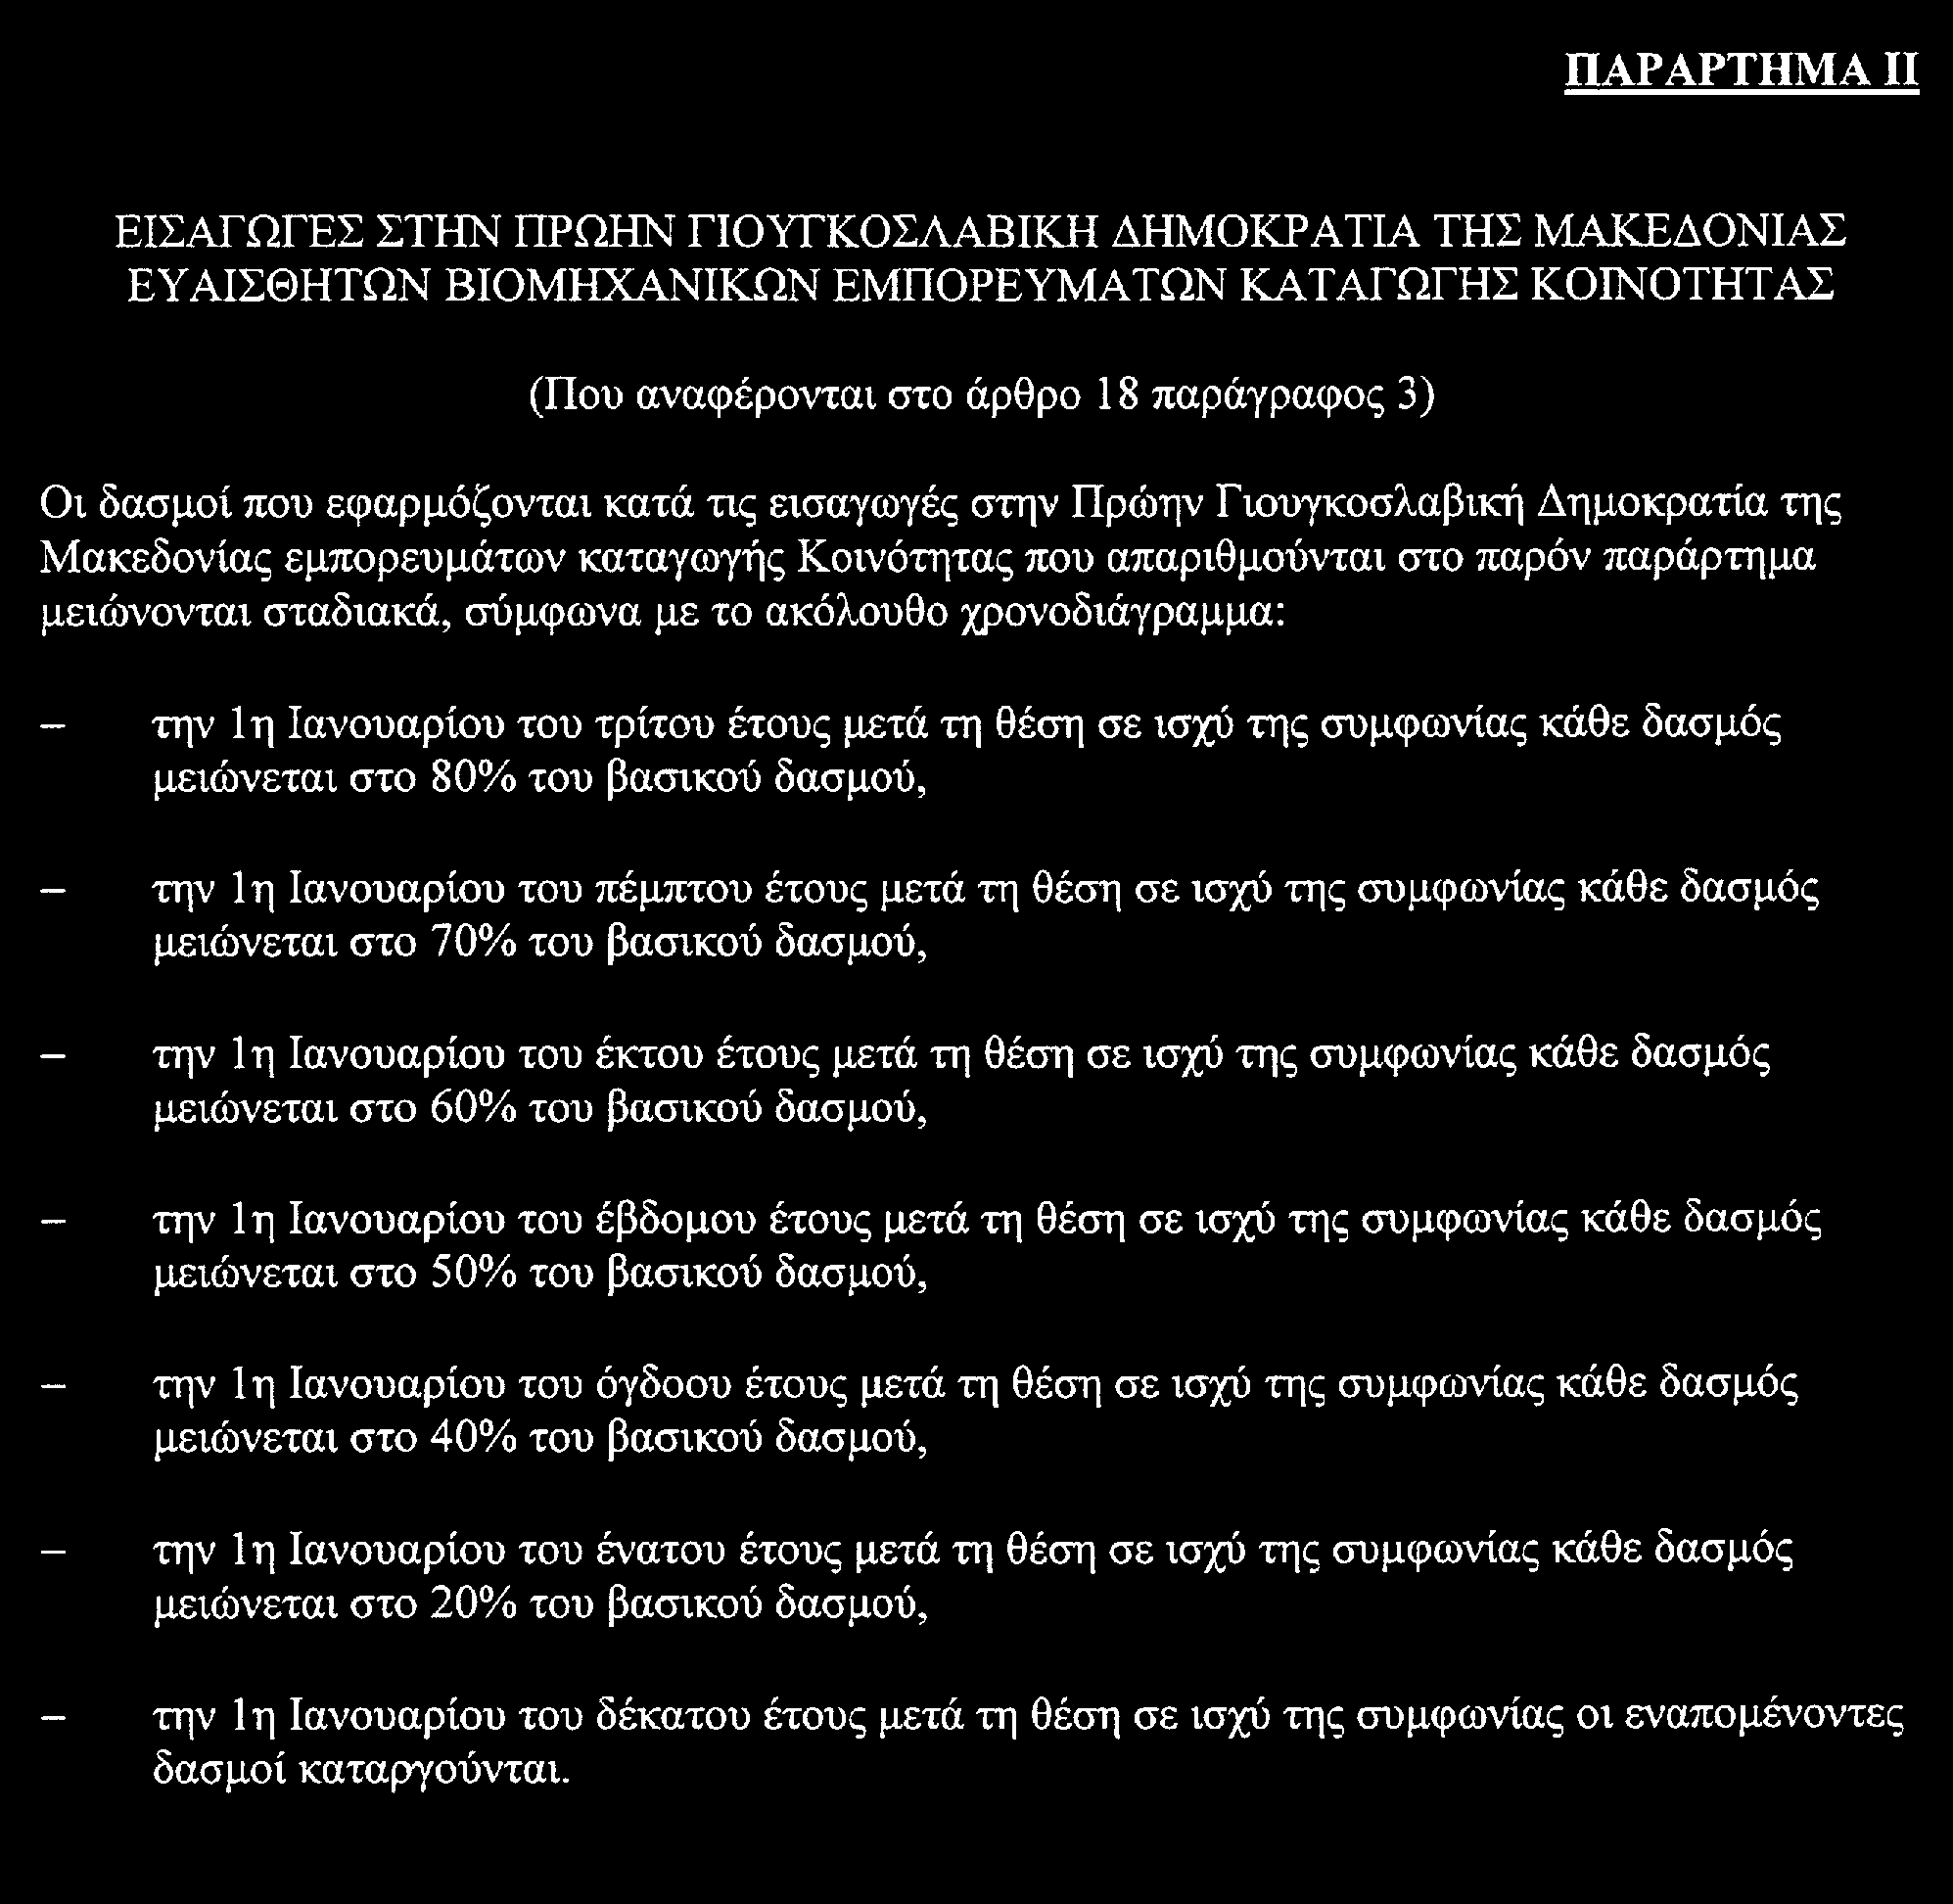 ΠΑΡΑΡΤΗΜΑ ΙΙ
ΕΙΣΑΓΩΓΕΣ ΣΤΗΝ ΠΡΩΗΝ ΓΙΟΥΓΚΟΣΛΑΒΙΚΗ ΔΗΜΟΚΡΑΤΙΑ ΤΗΣ ΜΑΚΕΔΟΝΙΑΣ
ΕΥΑΙΣΘΗΤΩΝ ΒΙΟΜΗΧΑΝΙΚΩΝ ΕΜΠΟΡΕΥΜΑΤΩΝ ΚΑΤΑΓΩΓΗΣ ΚΟΙΝΟΤΗΤΑΣ
(Που αναφέρονται στο άρθρο 18 παράγραφος 3)
Οι δασμοί που εφαρμόζονται κατά τις εισαγωγές στην Πρώην Γιουγκοσλαβική Δημοκρατία της
Μακεδονίας εμπορευμάτων καταγωγής Κοινότητας που απαριθμούνται στο παρόν παράρτημα
μειώνονται σταδιακά, σύμφωνα με το ακόλουθο χρονοδιάγραμμα:
– την 1η Ιανουαρίου του τρίτου έτους μετά τη θέση σε ισχύ της συμφωνίας κάθε δασμός
μειώνεται στο 80% του βασικού δασμού,
– την 1η Ιανουαρίου του πέμπτου έτους μετά τη θέση σε ισχύ της συμφωνίας κάθε δασμός
μειώνεται στο 70% του βασικού δασμού,
– την 1η Ιανουαρίου του έκτου έτους μετά τη θέση σε ισχύ της συμφωνίας κάθε δασμός
μειώνεται στο 60% του βασικού δασμού,
– την 1η Ιανουαρίου του έβδομου έτους μετά τη θέση σε ισχύ της συμφωνίας κάθε δασμός
μειώνεται στο 50% του βασικού δασμού,
– την 1η Ιανουαρίου του όγδοου έτους μετά τη θέση σε ισχύ της συμφωνίας κάθε δασμός
μειώνεται στο 40% του βασικού δασμού,
– την 1η Ιανουαρίου του ένατου έτους μετά τη θέση σε ισχύ της συμφωνίας κάθε δασμός
μειώνεται στο 20% του βασικού δασμού,
– την 1η Ιανουαρίου του δέκατου έτους μετά τη θέση σε ισχύ της συμφωνίας οι εναπομένοντες
δασμοί καταργούνται.